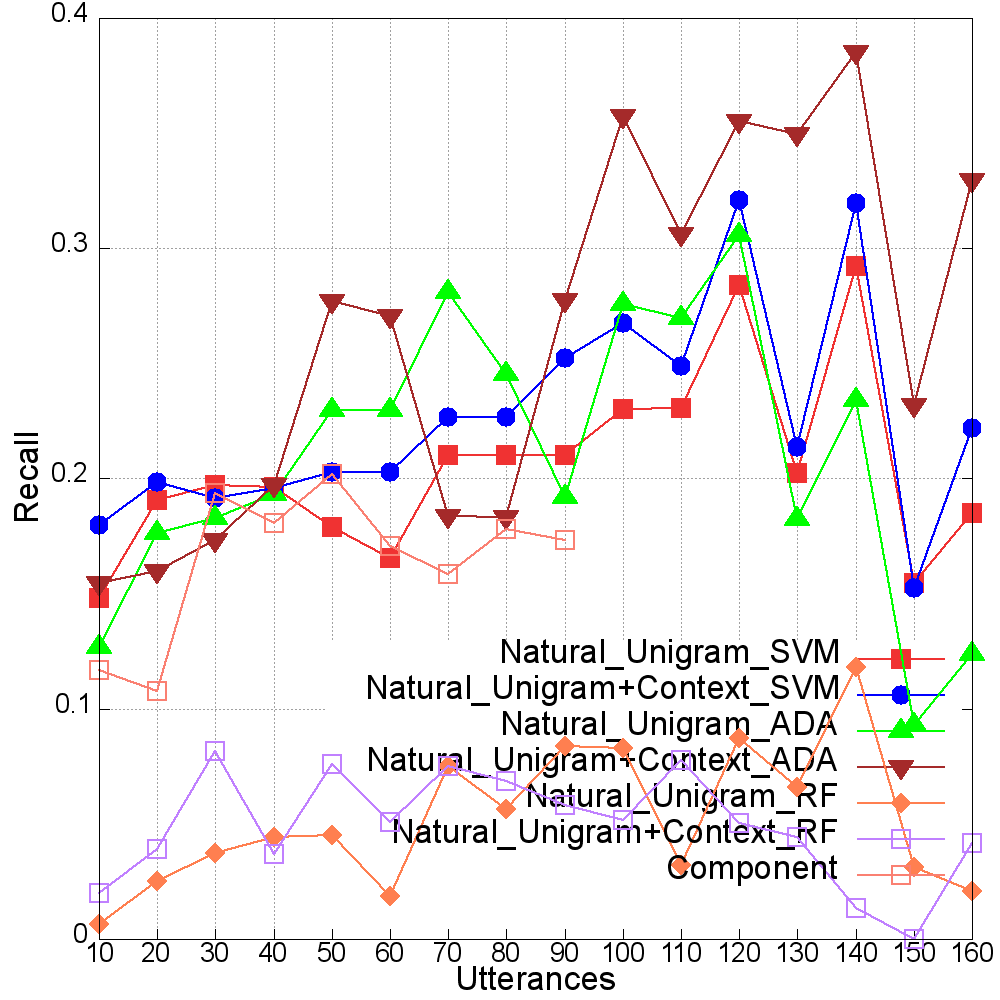 0.4
0.3
0.2
0.1
0
Recall
Natural_Unigram_SVM
Natural_Unigram+Context_SVM
Natural_Unigram_ADA
Natural_Unigram+Context_ADA
Natural_Unigram_RF
Natural_Unigram+Context_RF
Component
10 20 30 40 50 60 70 80 90 100 110 120 130 140 150 160
Utterances